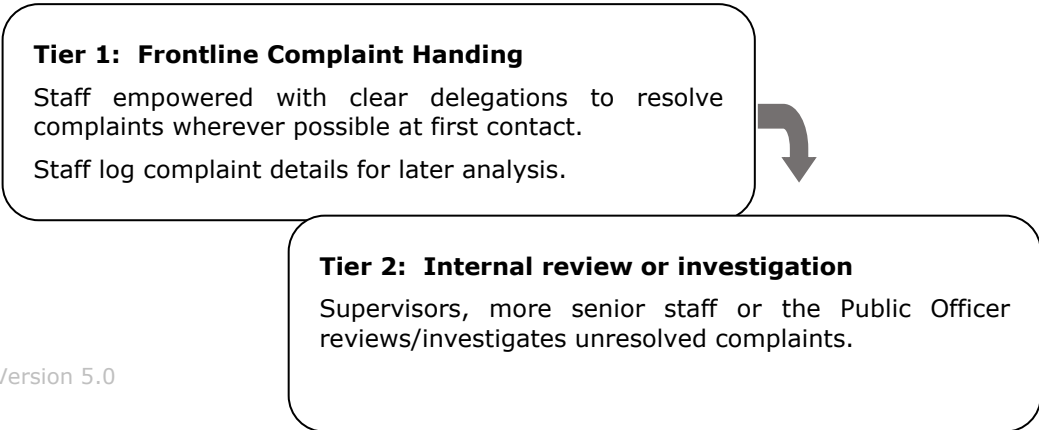 Tier 1: Frontline Complaint Handing
Staff empowered with clear delegations to resolve
complaints wherever possible at first contact.
Staff log complaint details for later analysis.
Tier 2: Internal review or investigation
Supervisors, more senior staff or the Public Officer
reviews/investigates unresolved complaints.
Version 5.0